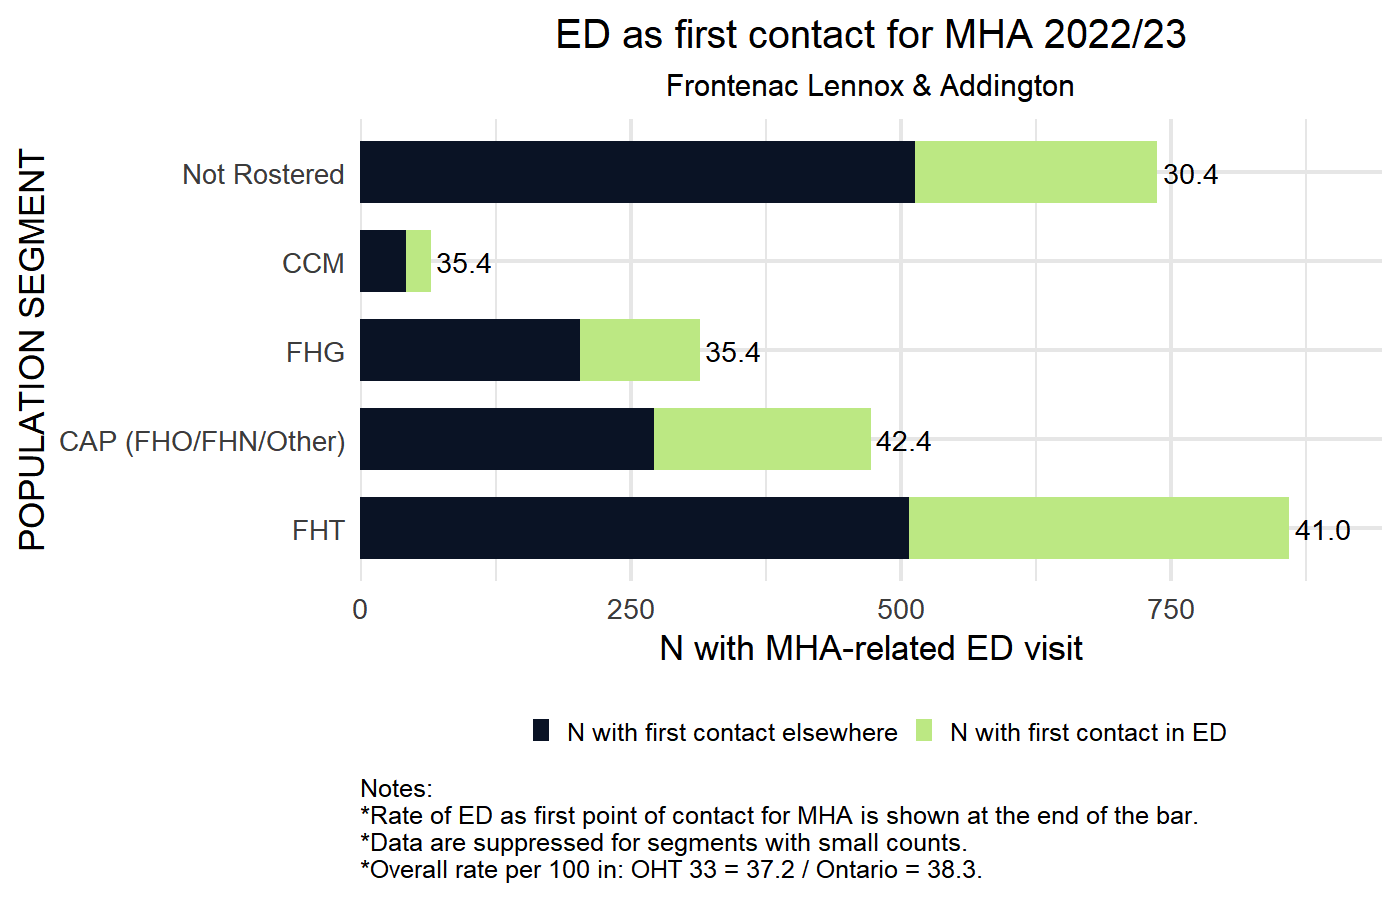 ED as first contact for MHA 2022/23
Frontenac Lennox & Addington
POPULATION SEGMENT
Not Rostered
30.4
CCM
35.4
FHG
35.4
CAP (FHO/FHN/Other)
42.4
FHT
41.0
0
250
500
750
N with MHA-related ED visit
N with first contact elsewhere
N with first contact in ED
Notes:
*Rate of ED as first point of contact for MHA is shown at the end of the bar.
*Data are suppressed for segments with small counts.
*Overall rate per 100 in: OHT 33 = 37.2 / Ontario = 38.3.